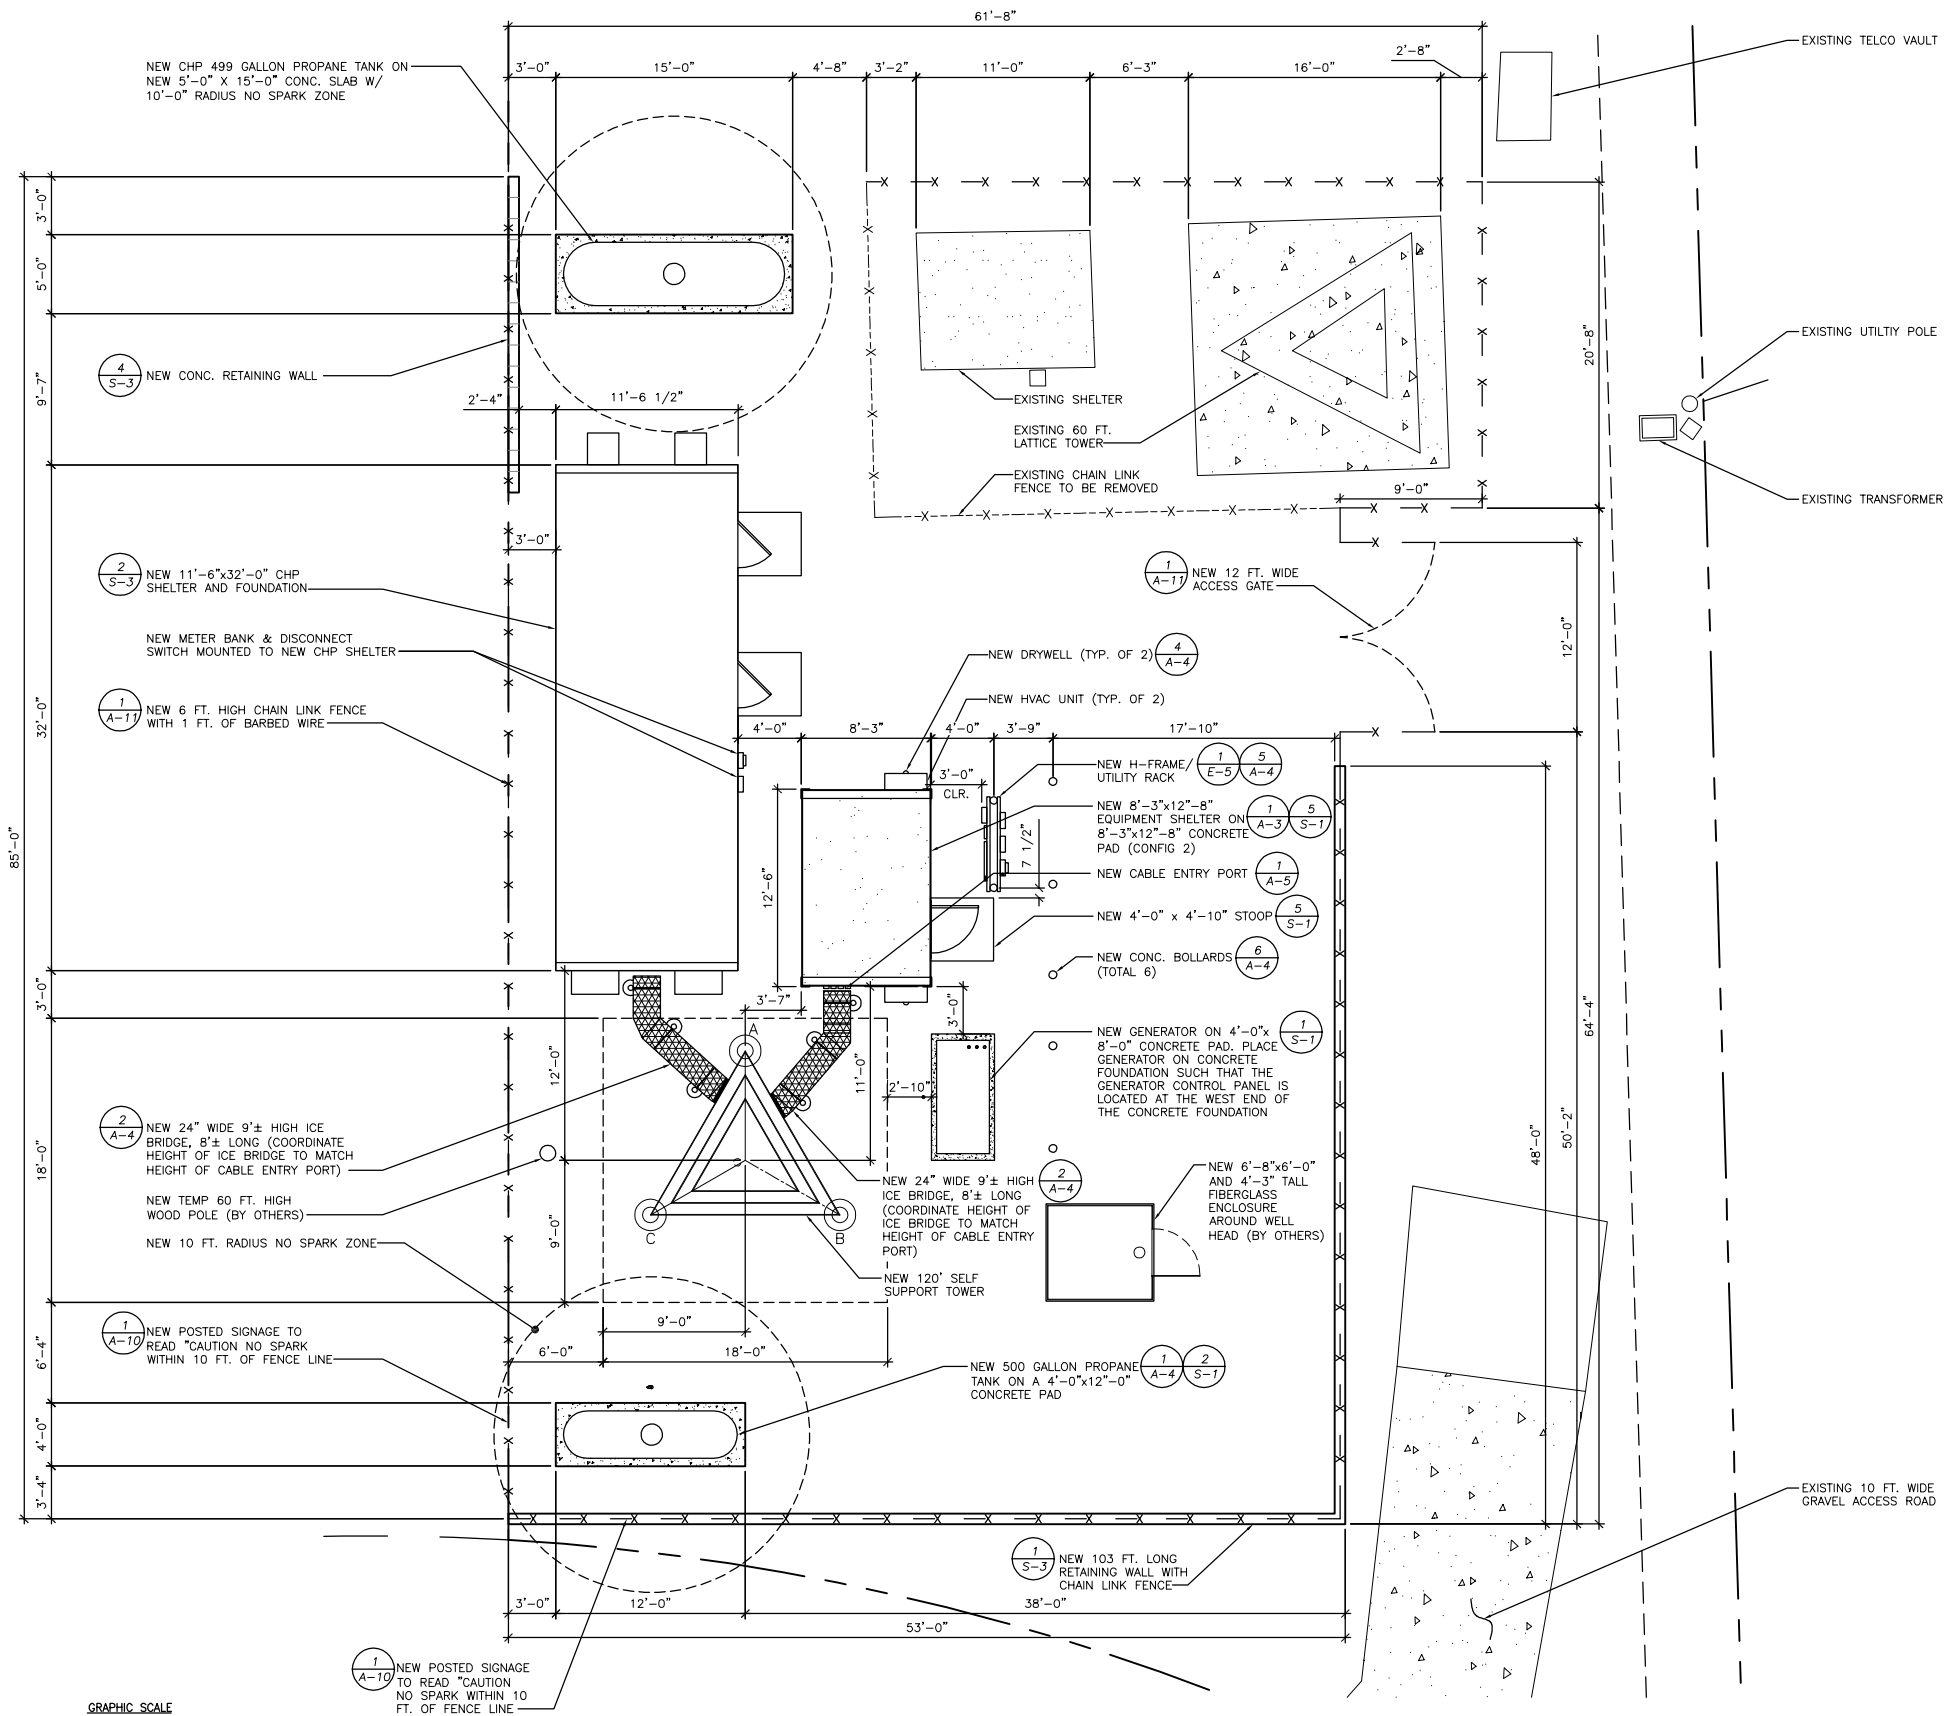 61'-8"
2'-8"
3'-0"
15'-0"
4'-8"
3'-2"
11'-0"
6'-3"
16'-0"
EXISTING TELCO VAULT
NEW CHP 499 GALLON PROPANE TANK ON
NEW 5'-0" X 15'-0" CONC. SLAB W/
10'-0" RADIUS NO SPARK ZONE
3'-0"
5'-0"
9'-7"
32'-0"
85'-0"
3'-0"
18'-0"
6'-4"
4'-0"
3'-4"
4
S-3
NEW CONC. RETAINING WALL
2'-4"
11'-6 1/2"
EXISTING SHELTER
EXISTING 60 FT.
LATTICE TOWER
EXISTING CHAIN LINK
FENCE TO BE REMOVED
9'-0"
20'-8"
EXISTING UTILTIY POLE
EXISTING TRANSFORMER
3'-0"
2
S-3
NEW 11'-6"x32'-0" CHP
SHELTER AND FOUNDATION
1
A-11
NEW 12 FT. WIDE
ACCESS GATE
12'-0"
NEW METER BANK & DISCONNECT
SWITCH MOUNTED TO NEW CHP SHELTER
NEW DRYWELL (TYP. OF 2)
4
A-4
NEW HVAC UNIT (TYP. OF 2)
1
A-11
NEW 6 FT. HIGH CHAIN LINK FENCE
WITH 1 FT. OF BARBED WIRE
4'-0"
8'-3"
4'-0"
3'-9"
17'-10"
3'-0"
CLR.
NEW H-FRAME/
UTILITY RACK
1
E-5
5
A-4
NEW 8'-3"x12"-8"
EQUIPMENT SHELTER ON
8'-3"x12"-8" CONCRETE
PAD (CONFIG 2)
1
A-3
5
S-1
7 1/2"
12'-6"
NEW CABLE ENTRY PORT
1
A-5
NEW 4'-0" x 4'-10" STOOP
5
S-1
NEW CONC. BOLLARDS
(TOTAL 6)
6
A-4
3'-7"
3'-0"
A
12'-0"
11'-0"
2'-10"
NEW GENERATOR ON 4'-0"x
8'-0" CONCRETE PAD. PLACE
GENERATOR ON CONCRETE
FOUNDATION SUCH THAT THE
GENERATOR CONTROL PANEL IS
LOCATED AT THE WEST END OF
THE CONCRETE FOUNDATION
1
S-1
64'-4"
50'-2"
48'-0"
2
A-4
NEW 24" WIDE 9'± HIGH ICE
BRIDGE, 8'± LONG (COORDINATE
HEIGHT OF ICE BRIDGE TO MATCH
HEIGHT OF CABLE ENTRY PORT)
NEW 24" WIDE 9'± HIGH
ICE BRIDGE, 8'± LONG
(COORDINATE HEIGHT OF
ICE BRIDGE TO MATCH
HEIGHT OF CABLE ENTRY
PORT)
2
A-4
NEW 6'-8"x6'-0"
AND 4'-3" TALL
FIBERGLASS
ENCLOSURE
AROUND WELL
HEAD (BY OTHERS)
NEW TEMP 60 FT. HIGH
WOOD POLE (BY OTHERS)
C
B
9'-0"
NEW 10 FT. RADIUS NO SPARK ZONE
NEW 120' SELF
SUPPORT TOWER
1
A-10
NEW POSTED SIGNAGE TO
READ "CAUTION NO SPARK
WITHIN 10 FT. OF FENCE LINE
9'-0"
6'-0"
18'-0"
NEW 500 GALLON PROPANE
TANK ON A 4'-0"x12"-0"
CONCRETE PAD
1
A-4
2
S-1
EXISTING 10 FT. WIDE
GRAVEL ACCESS ROAD
1
S-3
NEW 103 FT. LONG
RETAINING WALL WITH
CHAIN LINK FENCE
3'-0"
12'-0"
38'-0"
53'-0"
1
A-10
NEW POSTED SIGNAGE
TO READ "CAUTION
NO SPARK WITHIN 10
FT. OF FENCE LINE
GRAPHIC SCALE